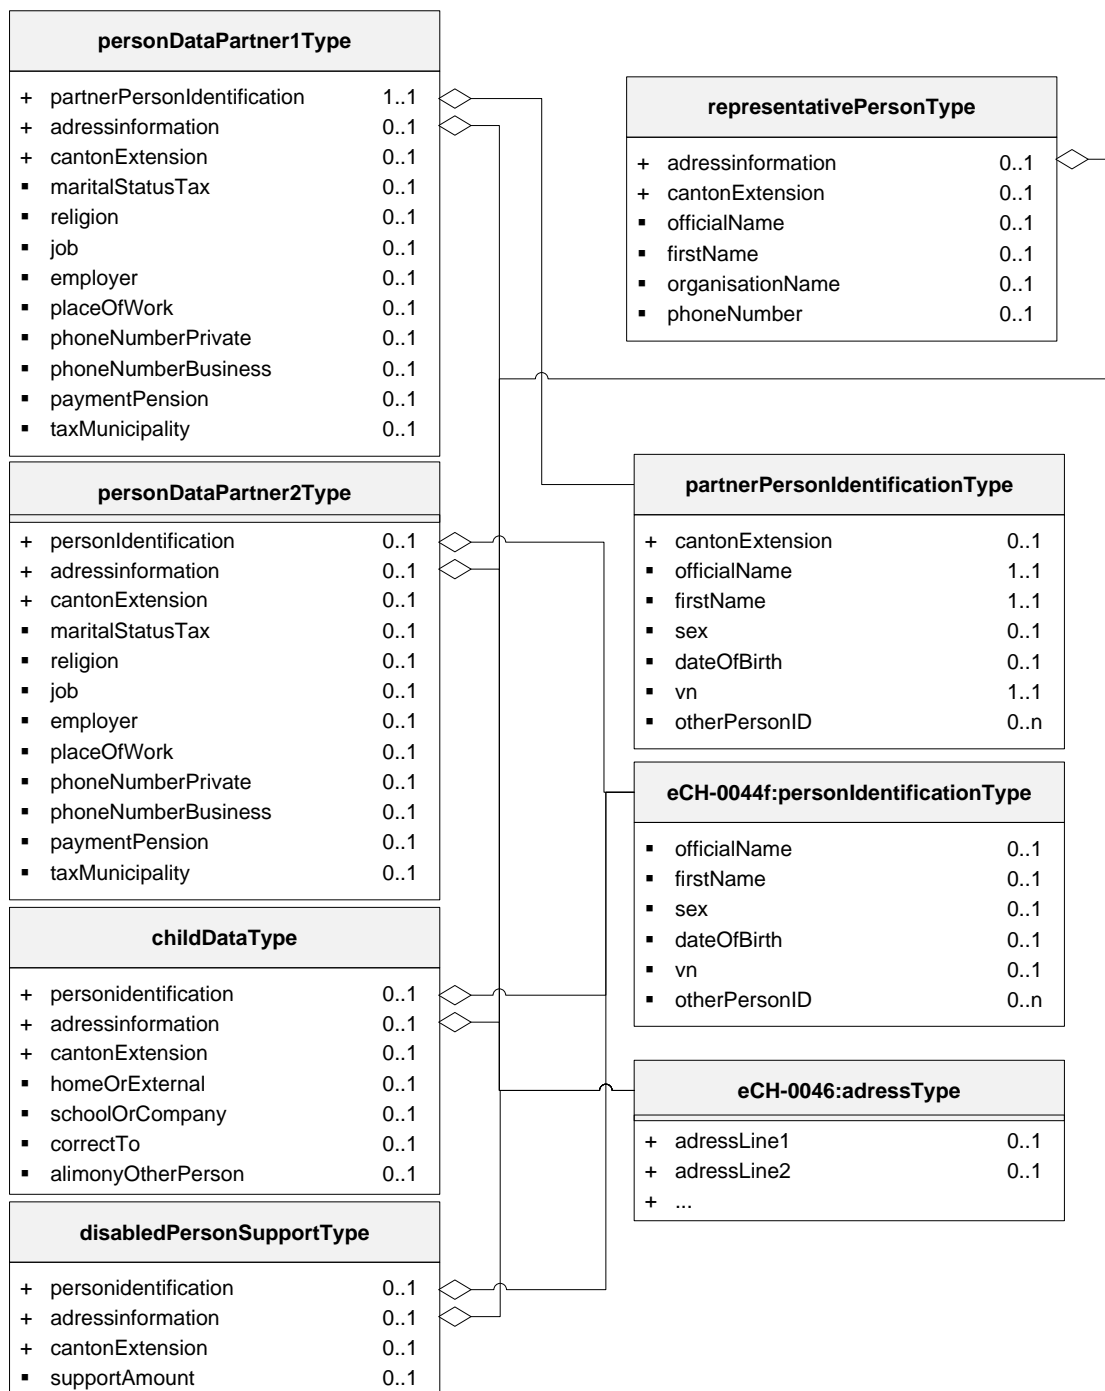 personDataPartner1Type
+ partnerPersonIdentification 1..1
+ adressinformation 0..1
+ cantonExtension 0..1
▪ maritalStatusTax 0..1
▪ religion 0..1
▪ job 0..1
▪ employer 0..1
▪ placeOfWork 0..1
▪ phoneNumberPrivate 0..1
▪ phoneNumberBusiness 0..1
▪ paymentPension 0..1
▪ taxMunicipality 0..1
personDataPartner2Type
+ personIdentification 0..1
+ adressinformation 0..1
+ cantonExtension 0..1
▪ maritalStatusTax 0..1
▪ religion 0..1
▪ job 0..1
▪ employer 0..1
▪ placeOfWork 0..1
▪ phoneNumberPrivate 0..1
▪ phoneNumberBusiness 0..1
▪ paymentPension 0..1
▪ taxMunicipality 0..1
childDataType
+ personidentification 0..1
+ adressinformation 0..1
+ cantonExtension 0..1
▪ homeOrExternal 0..1
▪ schoolOrCompany 0..1
▪ correctTo 0..1
▪ alimonyOtherPerson 0..1
disabledPersonSupportType
+ personidentification 0..1
+ adressinformation 0..1
+ cantonExtension 0..1
▪ supportAmount 0..1
representativePersonType
+ adressinformation 0..1
+ cantonExtension 0..1
▪ officialName 0..1
▪ firstName 0..1
▪ organisationName 0..1
▪ phoneNumber 0..1
partnerPersonIdentificationType
+ cantonExtension 0..1
▪ officialName 1..1
▪ firstName 1..1
▪ sex 0..1
▪ dateOfBirth 0..1
▪ vn 1..1
▪ otherPersonID 0..n
eCH-0044f:personIdentificationType
▪ officialName 0..1
▪ firstName 0..1
▪ sex 0..1
▪ dateOfBirth 0..1
▪ vn 0..1
▪ otherPersonID 0..n
eCH-0046:adressType
+ adressLine1 0..1
+ adressLine2 0..1
+ ...